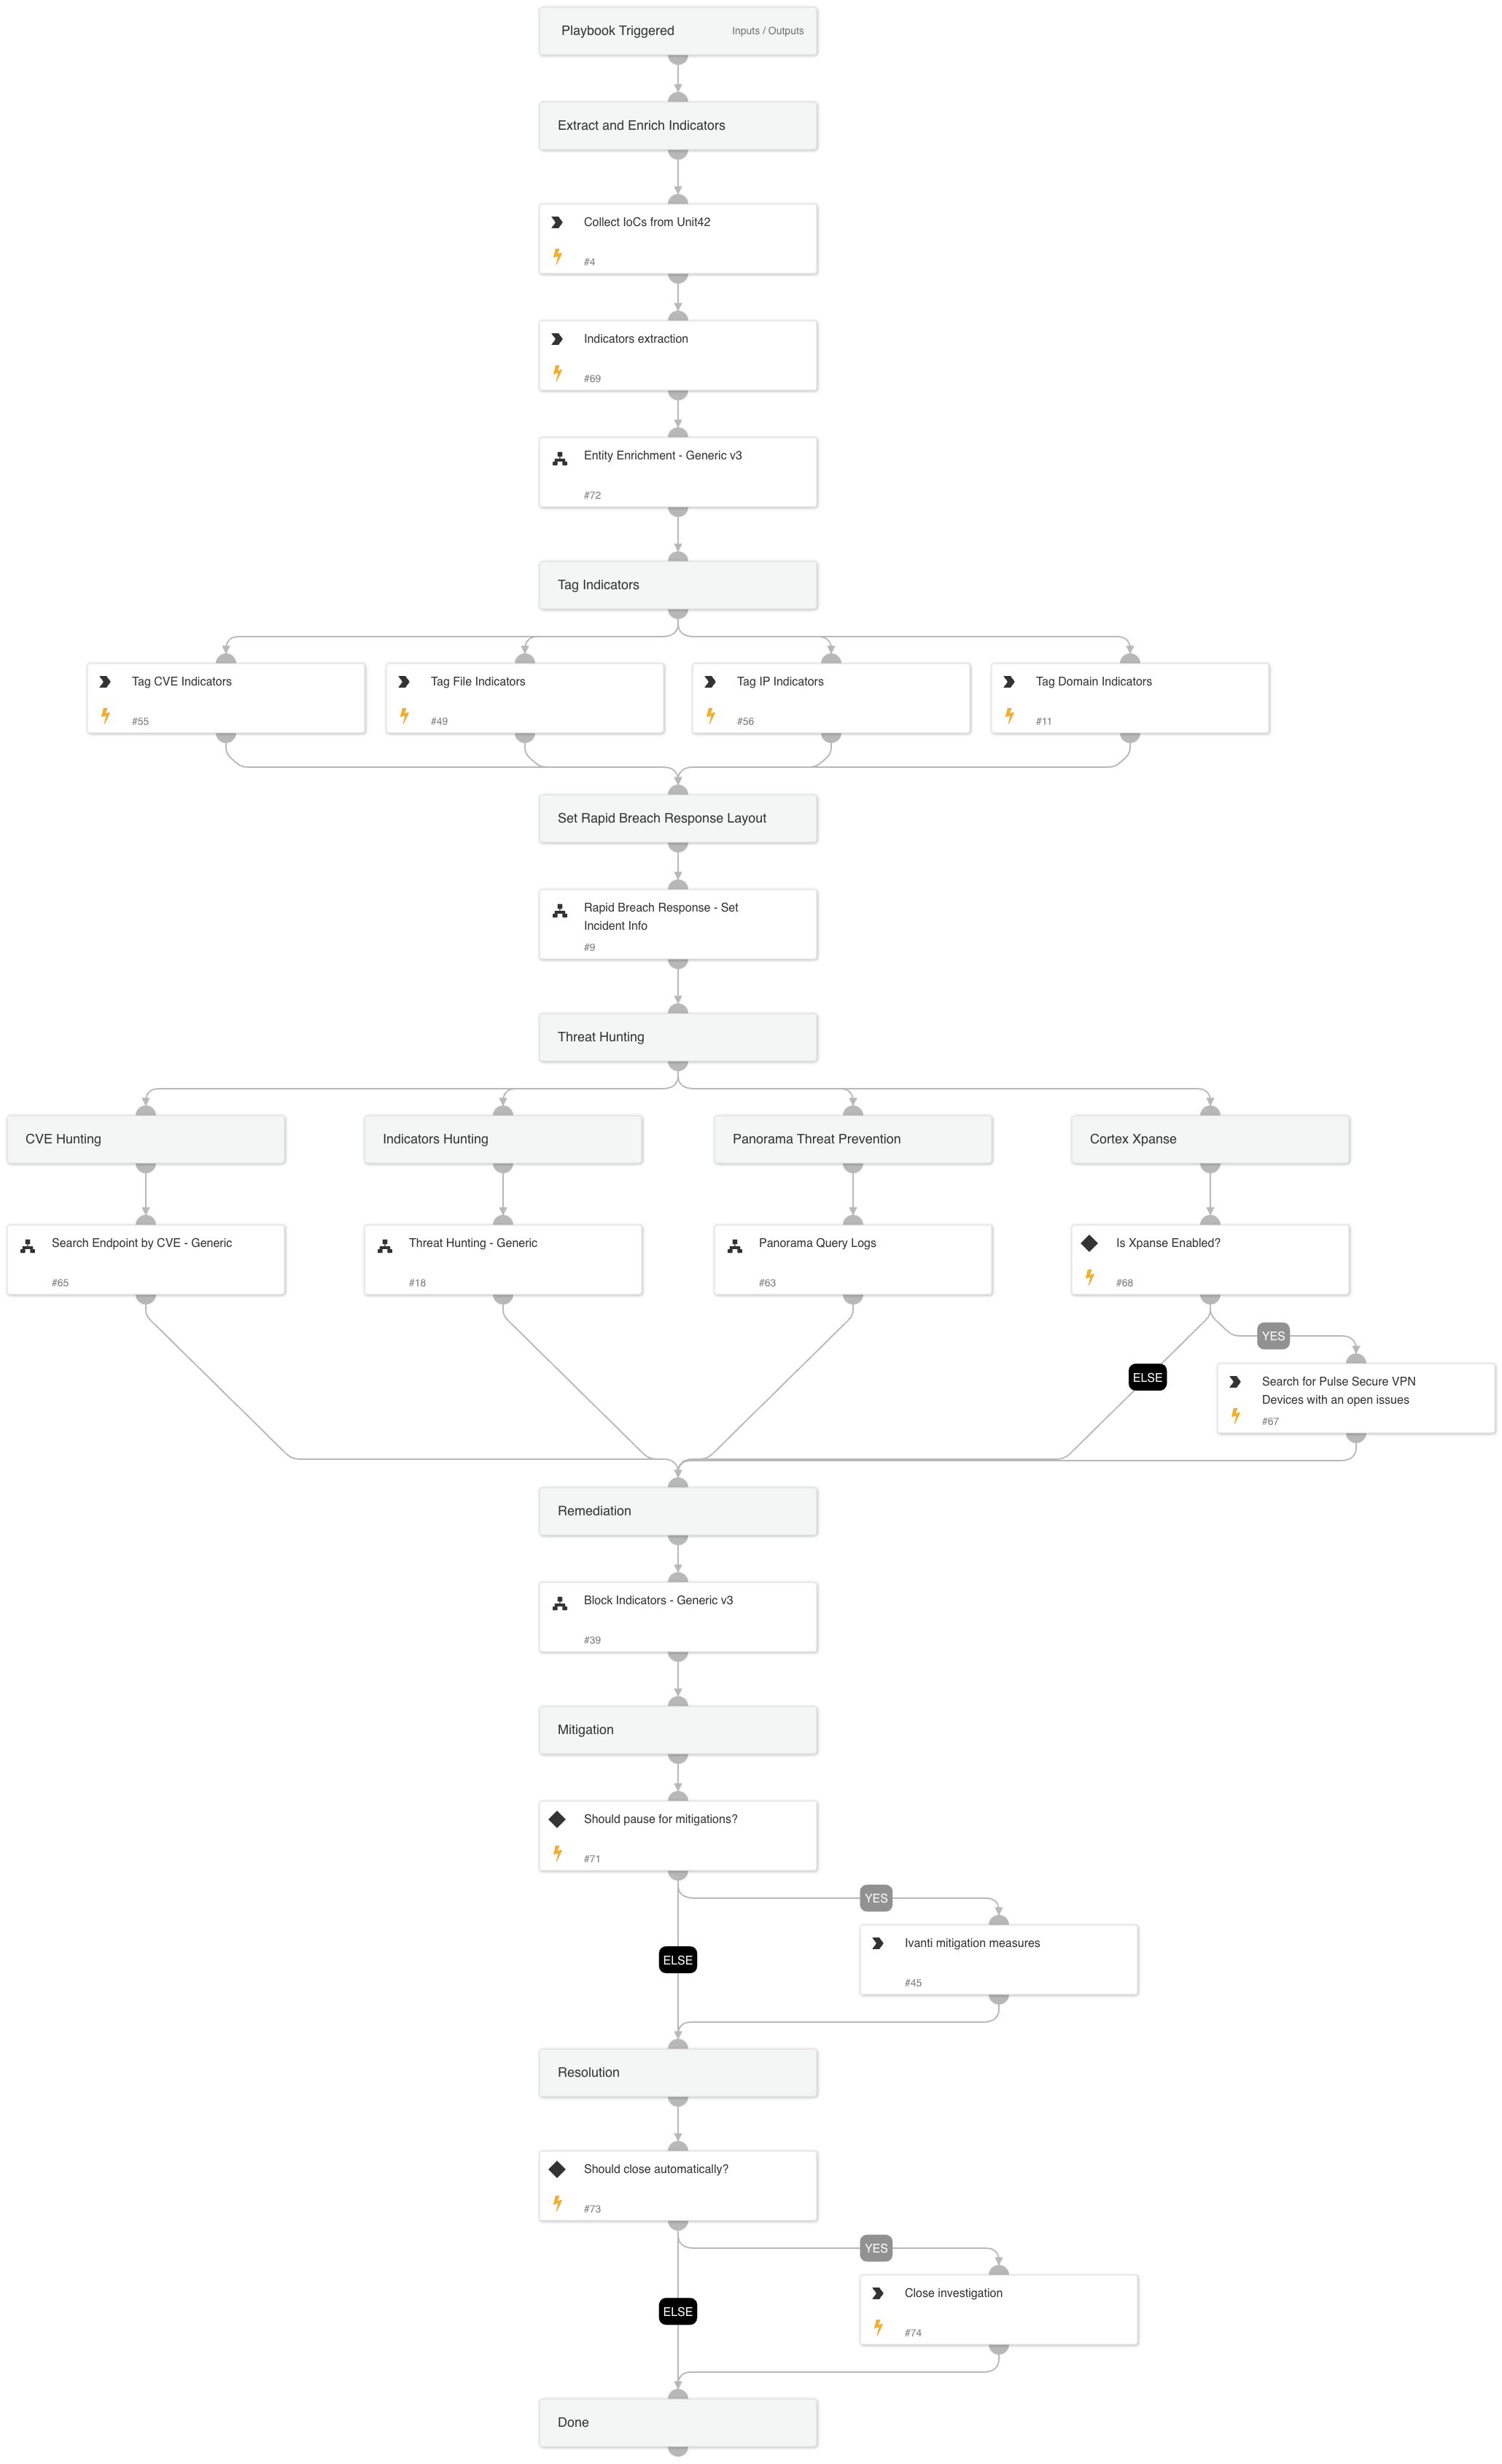 Playbook Triggered
Inputs / Outputs
Extract and Enrich Indicators
Collect IoCs from Unit42
#4
Indicators extraction
#69
Entity Enrichment - Generic v3
#72
Tag Indicators
Tag CVE Indicators
#55
Tag File Indicators
#49
Tag IP Indicators
#56
Tag Domain Indicators
#11
Set Rapid Breach Response Layout
Rapid Breach Response - Set
Incident Info
#9
Threat Hunting
CVE Hunting
Indicators Hunting
Panorama Threat Prevention
Cortex Xpanse
Search Endpoint by CVE - Generic
#65
Threat Hunting - Generic
#18
Panorama Query Logs
#63
Is Xpanse Enabled?
#68
YES
ELSE
Search for Pulse Secure VPN
Devices with an open issues
#67
Remediation
Block Indicators - Generic v3
#39
Mitigation
Should pause for mitigations?
#71
YES
Ivanti mitigation measures
#45
ELSE
Resolution
Should close automatically?
#73
YES
Close investigation
#74
ELSE
Done